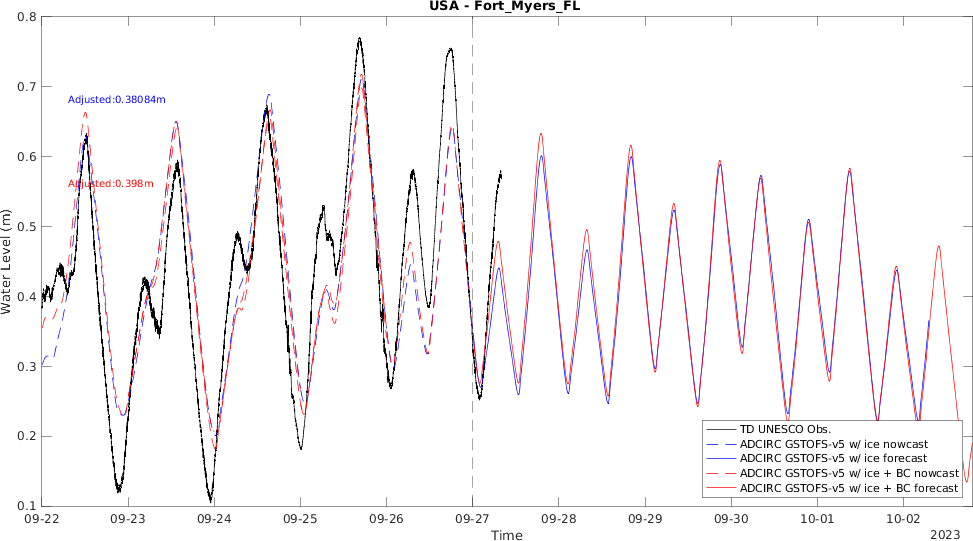 USA - Fort_Myers_FL
0.8
0.7
0.6
0.5
0.4
0.3
0.2
0.1
Water Level (m)
Adjusted:0.38084m
Adjusted:0.398m
TD UNESCO Obs.
ADCIRC GSTOFS-v5 w/ ice nowcast
ADCIRC GSTOFS-v5 w/ ice forecast
ADCIRC GSTOFS-v5 w/ ice + BC nowcast
ADCIRC GSTOFS-v5 w/ ice + BC forecast
09-22 09-23 09-24 09-25 09-26 09-27 09-28 09-29 09-30 10-01 10-02
Time
2023